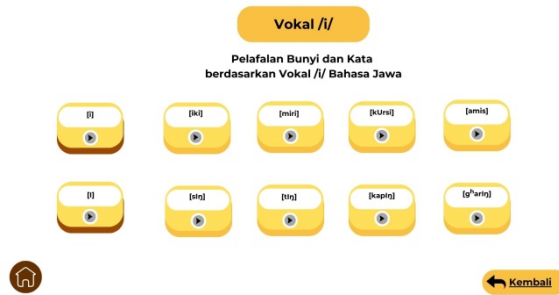 Vokal /i/
Pelafalan Bunyi dan Kata
berdasarkan Vokal /i/ Bahasa Jawa
[i] [iki] [miri] [kUrsi] [amis]
[I] [sIŋ] [tIŋ] [kapIŋ] [gʰarIŋ]
Kembali